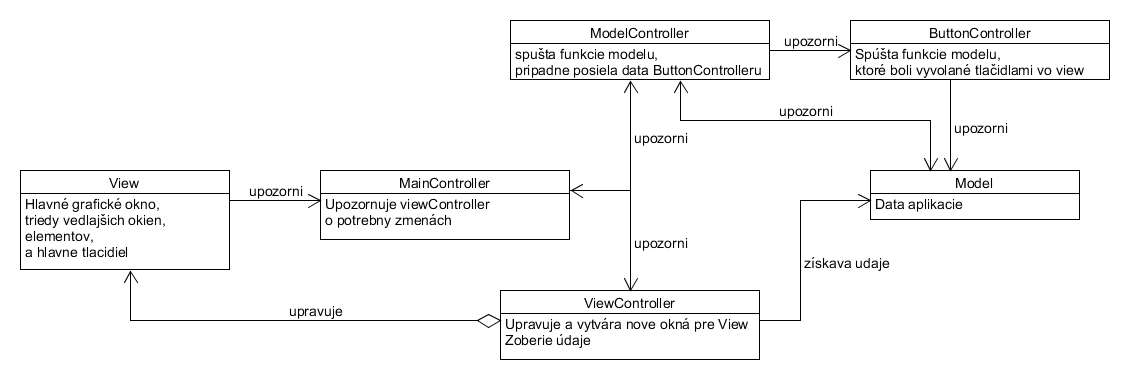 ModelController
spušta funkcie modelu,
pripadne posiela data ButtonControlleru
upozorni
ButtonController
Spúšta funkcie modelu,
ktoré boli vyvolané tlačidlami vo view
upozorni
upozorni
upozorni
View
Hlavné grafické okno,
triedy vedlajšich okien,
elementov,
a hlavne tlacidiel
upozorni
MainController
Upozornuje viewController
o potrebny zmenách
Model
Data aplikacie
upozorni
získava udaje
upravuje
ViewController
Upravuje a vytvára nove okná pre View
Zoberie údaje